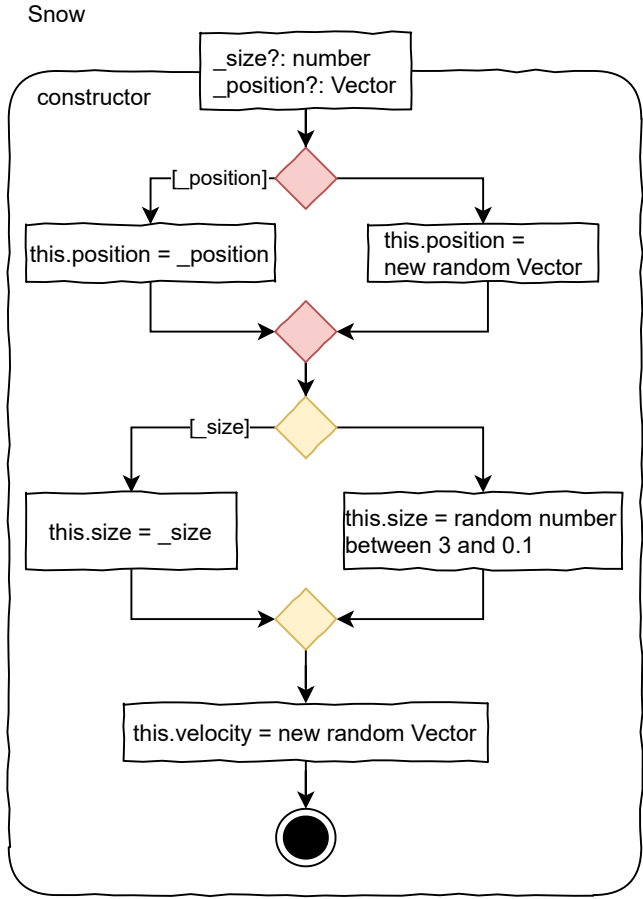 Snow
_size?: number
_position?: Vector
constructor
[_position]
this.position = _position
this.position =
new random Vector
[_size]
this.size = _size
this.size = random number
between 3 and 0.1
this.velocity = new random Vector